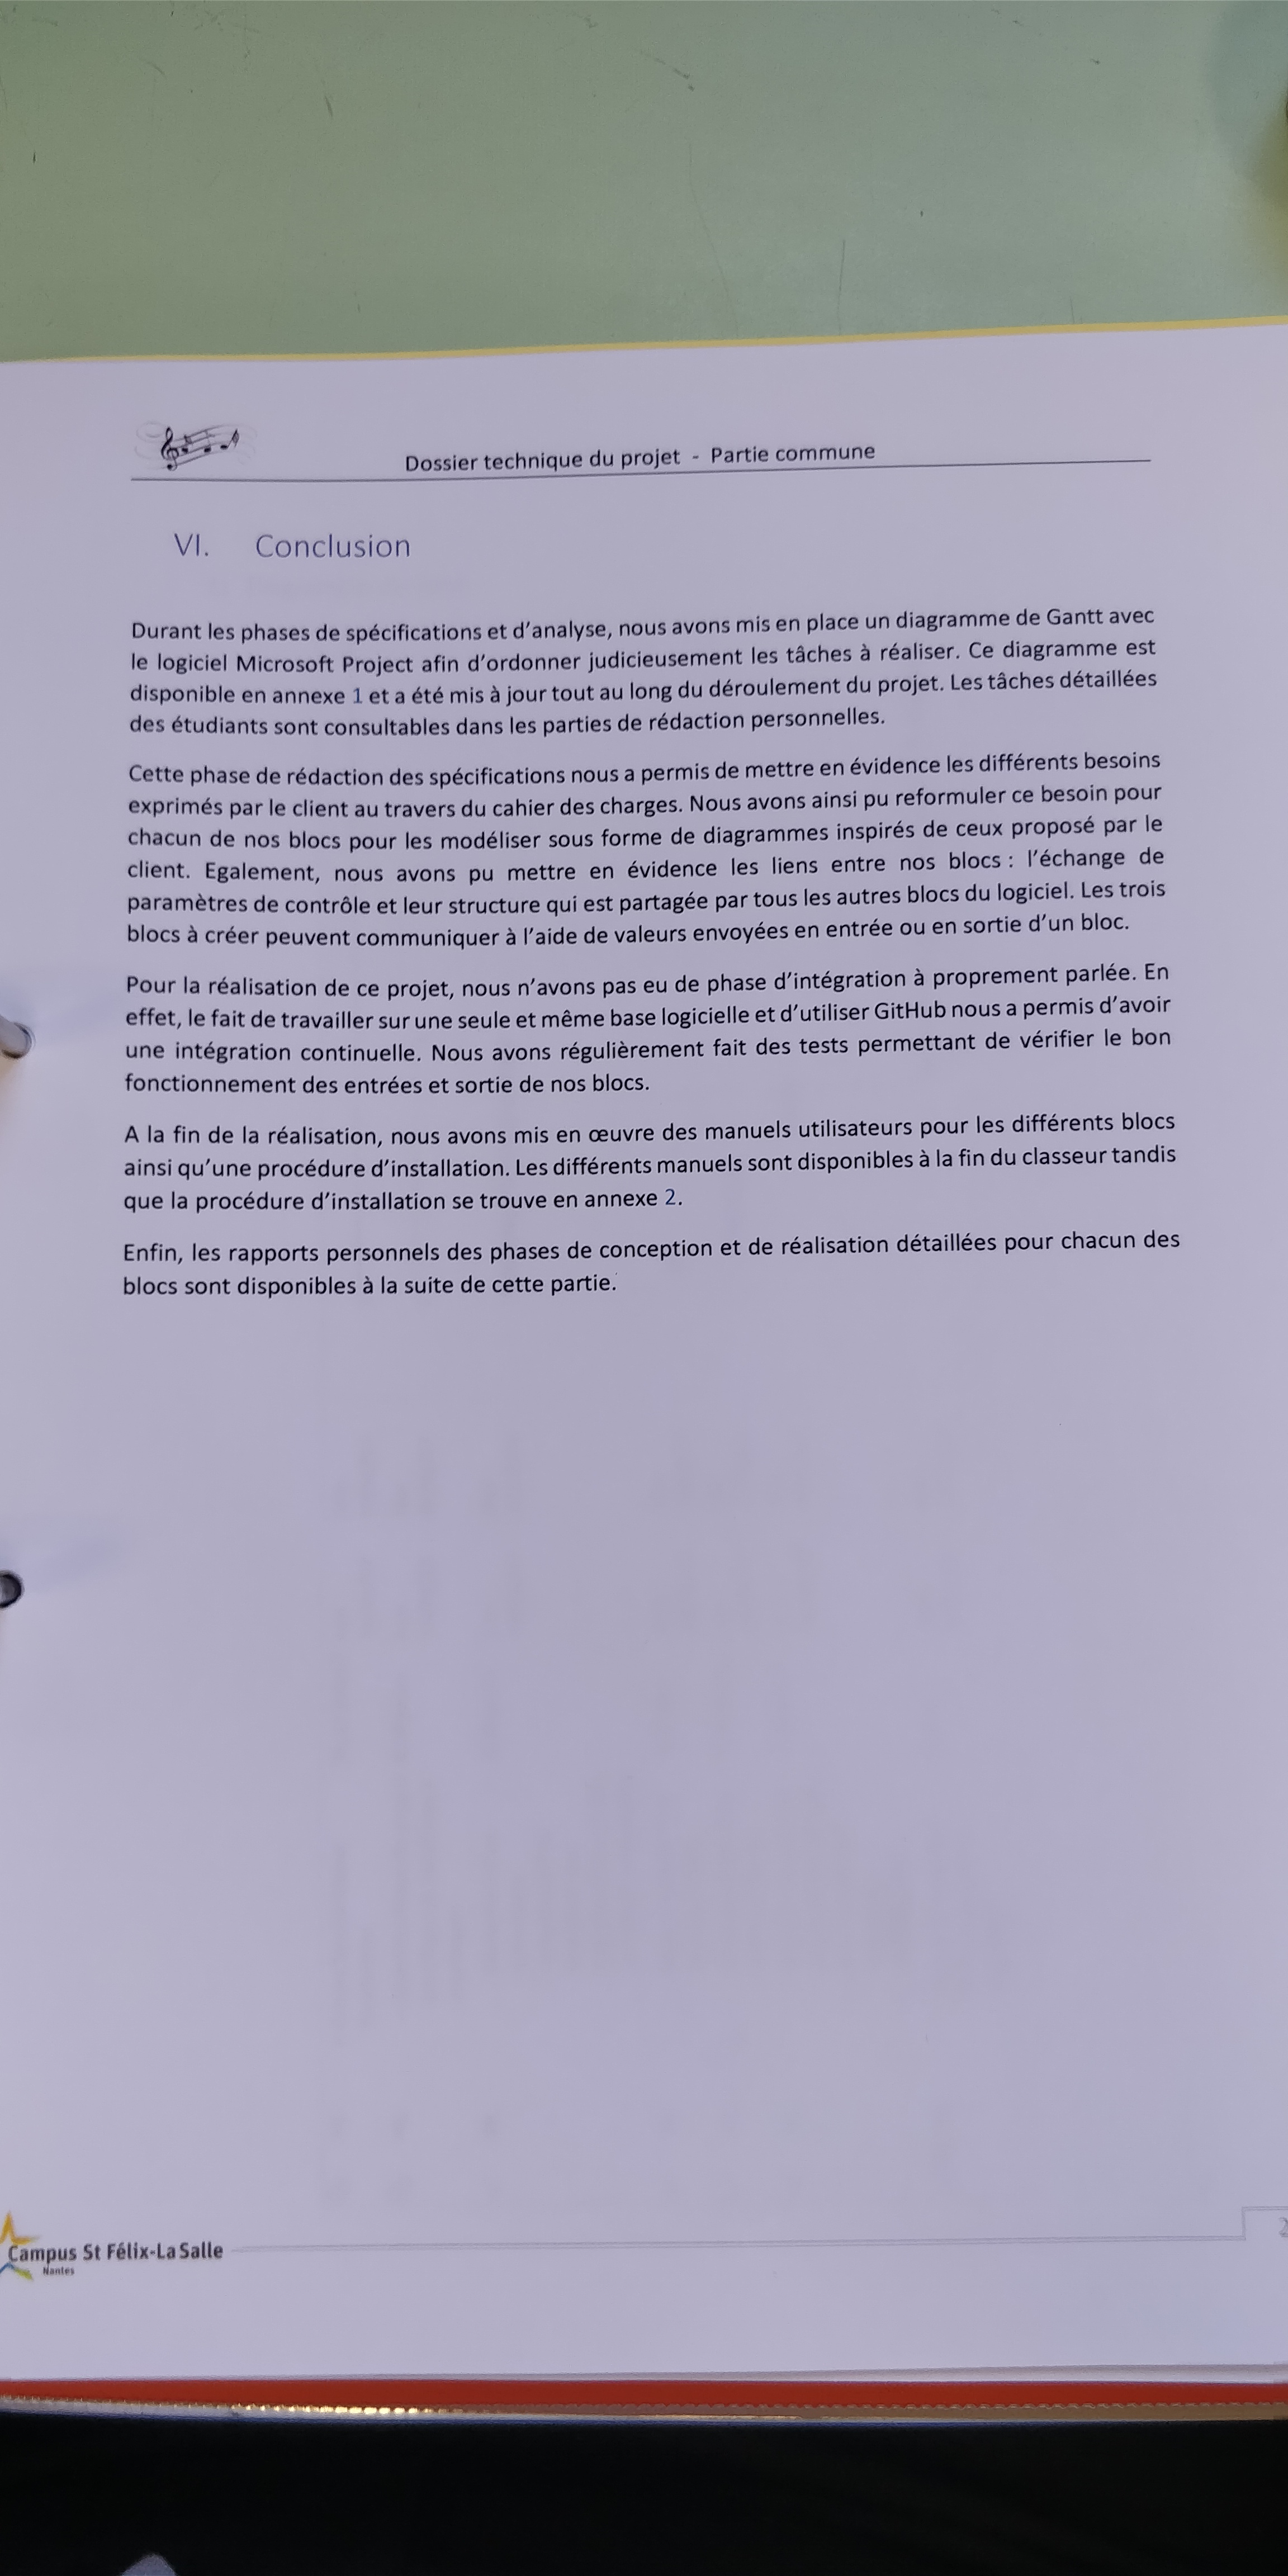 Dossier technique du projet - Partie commune
VI. Conclusion
Durant les phases de spécifications et d'analyse, nous avons mis en place un diagramme de Gantt avec
le logiciel Microsoft Project afin d'ordonner judicieusement les tâches à réaliser. Ce diagramme est
disponible en annexe 1 et a été mis à jour tout au long du déroulement du projet. Les tâches détaillées
des étudiants sont consultables dans les parties de rédaction personnelles.
Cette phase de rédaction des spécifications nous a permis de mettre en évidence les différents besoins
exprimés par le client au travers du cahier des charges. Nous avons ainsi pu reformuler ce besoin pour
chacun de nos blocs pour les modéliser sous forme de diagrammes inspirés de ceux proposé par le
client. Egalement, nous avons pu mettre en évidence les liens entre nos blocs : l'échange de
paramètres de contrôle et leur structure qui est partagée par tous les autres blocs du logiciel. Les trois
blocs à créer peuvent communiquer à l'aide de valeurs envoyées en entrée ou en sortie d'un bloc.
Pour la réalisation de ce projet, nous n'avons pas eu de phase d'intégration à proprement parlée. En
effet, le fait de travailler sur une seule et même base logicielle et d'utiliser GitHub nous a permis d'avoir
une intégration continuelle. Nous avons régulièrement fait des tests permettant de vérifier le bon
fonctionnement des entrées et sortie de nos blocs.
A la fin de la réalisation, nous avons mis en œuvre des manuels utilisateurs pour les différents blocs
ainsi qu'une procédure d'installation. Les différents manuels sont disponibles à la fin du classeur tandis
que la procédure d'installation se trouve en annexe 2.
Enfin, les rapports personnels des phases de conception et de réalisation détaillées pour chacun des
blocs sont disponibles à la suite de cette partie.
Campus St Félix-La Salle
Nantes